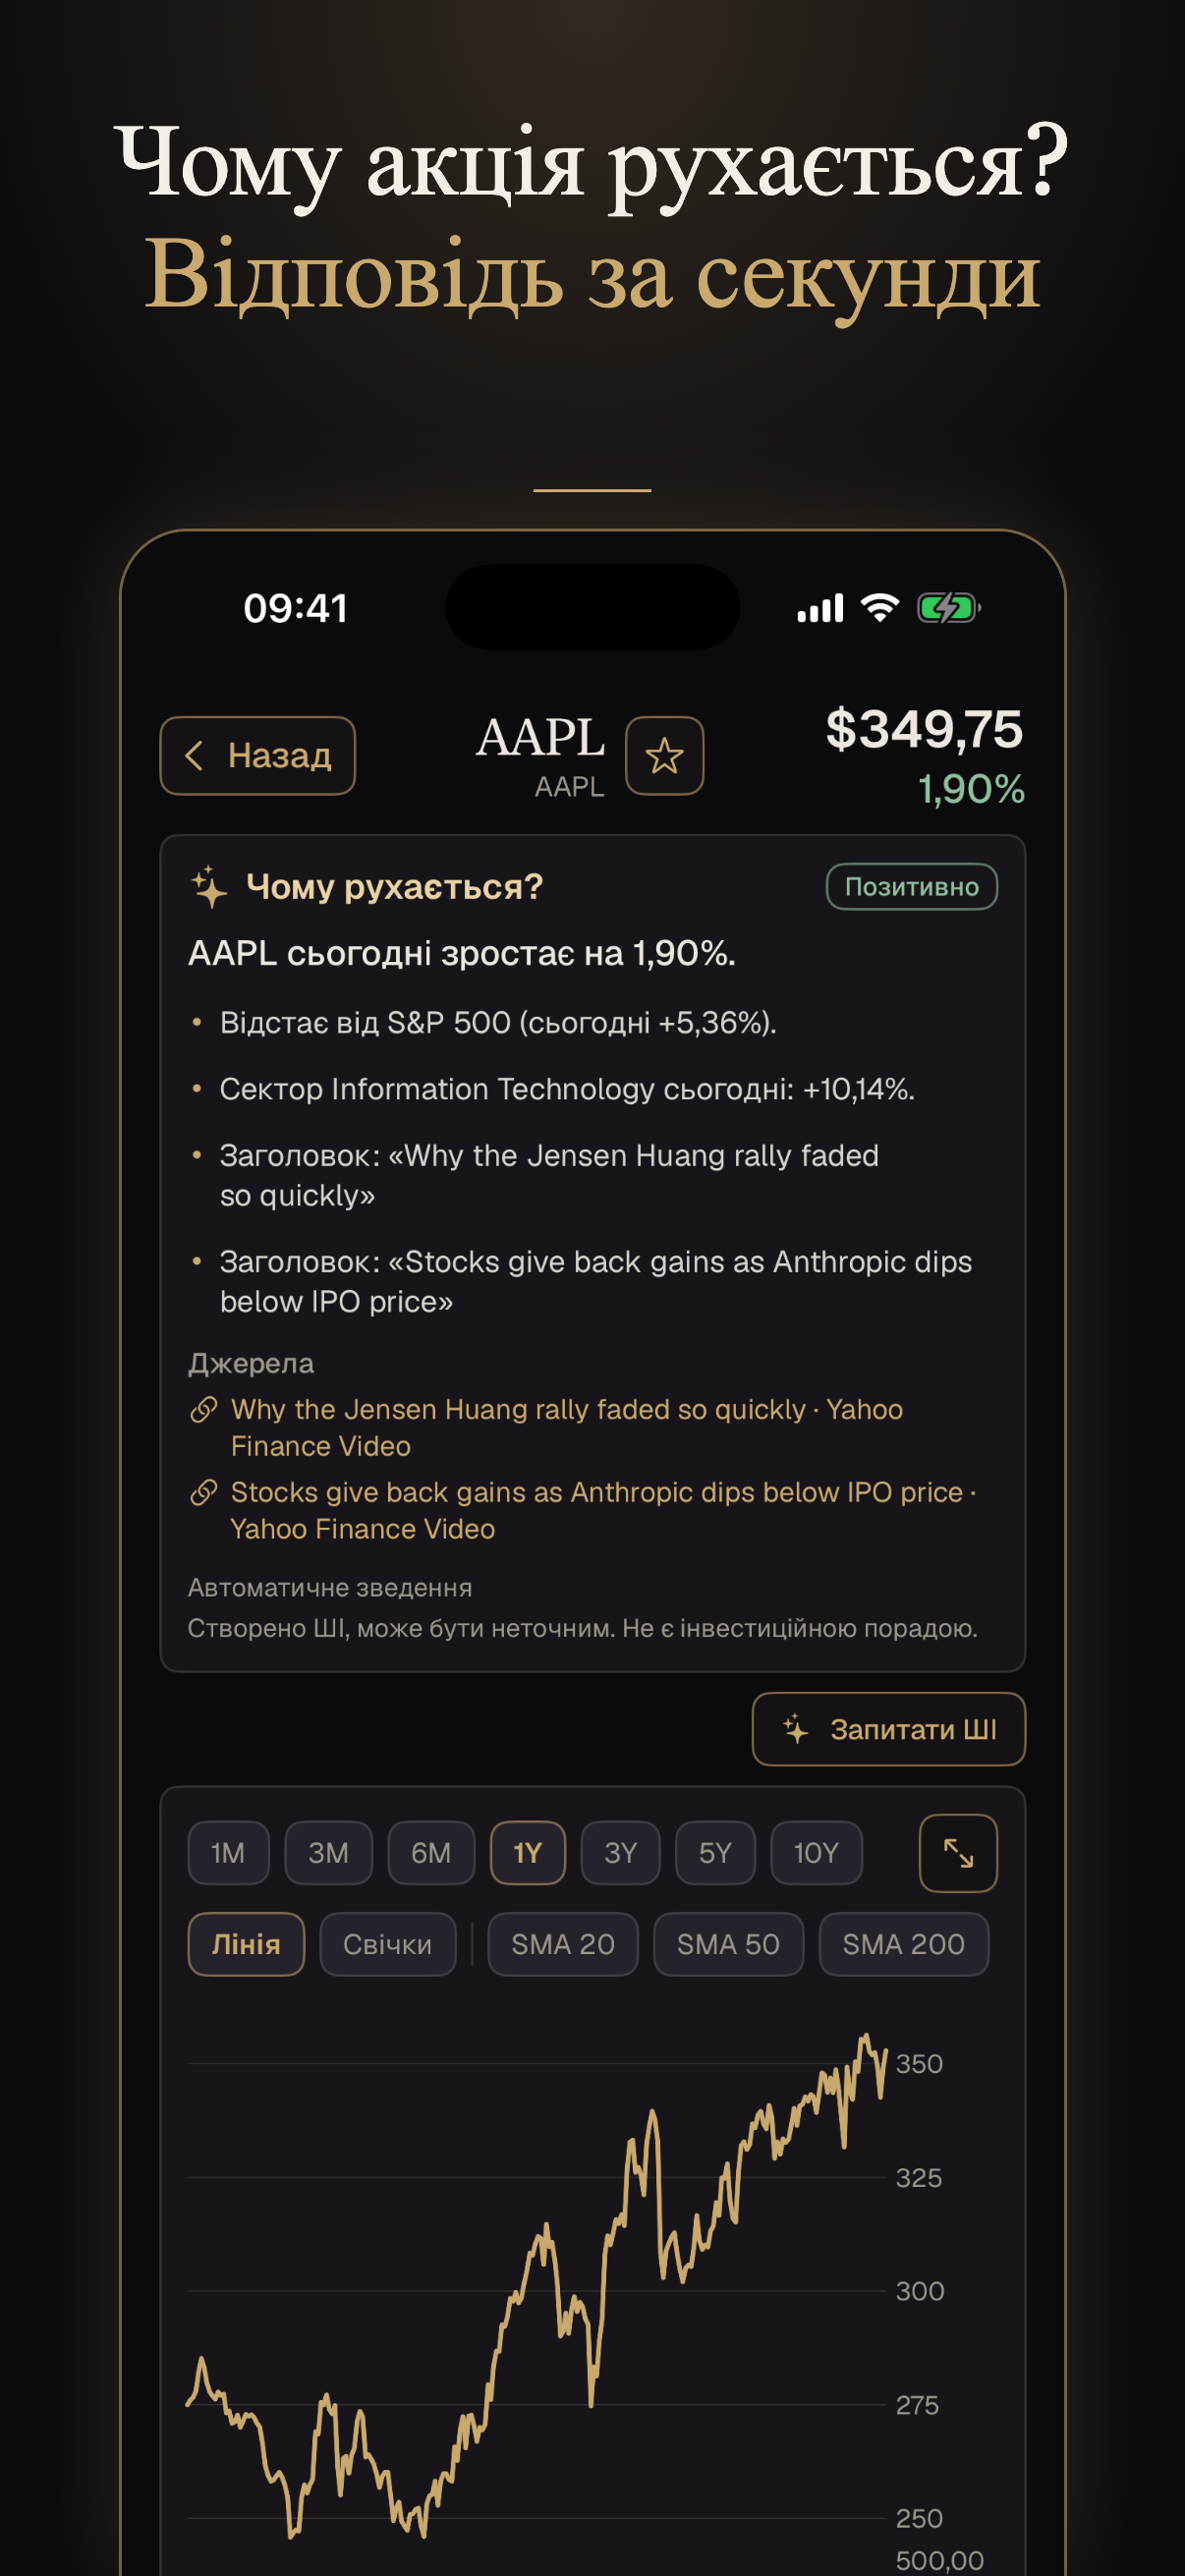 Чому акція рухається?
Відповідь за секунди
09:41
Назад
AAPL
AAPL
$349,75
1,90%
Чому рухається?
Позитивно
AAPL сьогодні зростає на 1,90%.
• Відстає від S&P 500 (сьогодні +5,36%).
• Сектор Information Technology сьогодні: +10,14%.
• Заголовок: «Why the Jensen Huang rally faded
so quickly»
• Заголовок: «Stocks give back gains as Anthropic dips
below IPO price»
Джерела
Why the Jensen Huang rally faded so quickly · Yahoo
Finance Video
Stocks give back gains as Anthropic dips below IPO price ·
Yahoo Finance Video
Автоматичне зведення
Створено ШІ, може бути неточним. Не є інвестиційною порадою.
Запитати ШІ
1M 3M 6M 1Y 3Y 5Y 10Y
Лінія Свічки SMA 20 SMA 50 SMA 200
350
325
300
275
250
500,00